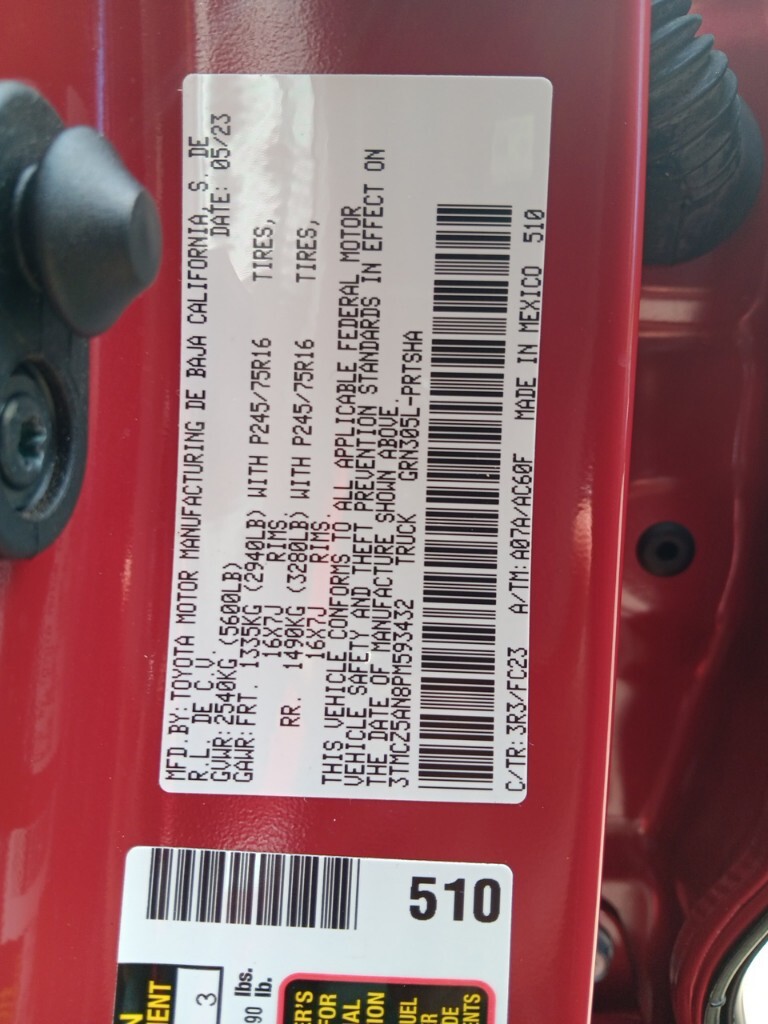 MFD.BY: TOYOTA MOTOR MANUFACTURING DE BAJA CALIFORNIA, S. DE
R.L. DE C.V. DATE: 05/23
GVWR: 2540KG (5600LB)
GAWR: FRT. 1335KG (2940LB) WITH P245/75R16 TIRES,
16X7J RIMS
RR. 1490KG (3280LB) WITH P245/75R16 TIRES,
16X7J RIMS
THIS VEHICLE CONFORMS TO ALL APPLICABLE FEDERAL MOTOR
VEHICLE SAFETY AND THEFT PREVENTION STANDARDS IN EFFECT ON
THE DATE OF MANUFACTURE SHOWN ABOVE.
3TMCZ5AN8PM593432 TRUCK GRN305L-PRTSHA
C/TR: 3R3/FC23 A/TM: A07A/AC60F MADE IN MEXICO 510
510
3
lbs.
90 lb.
FOR